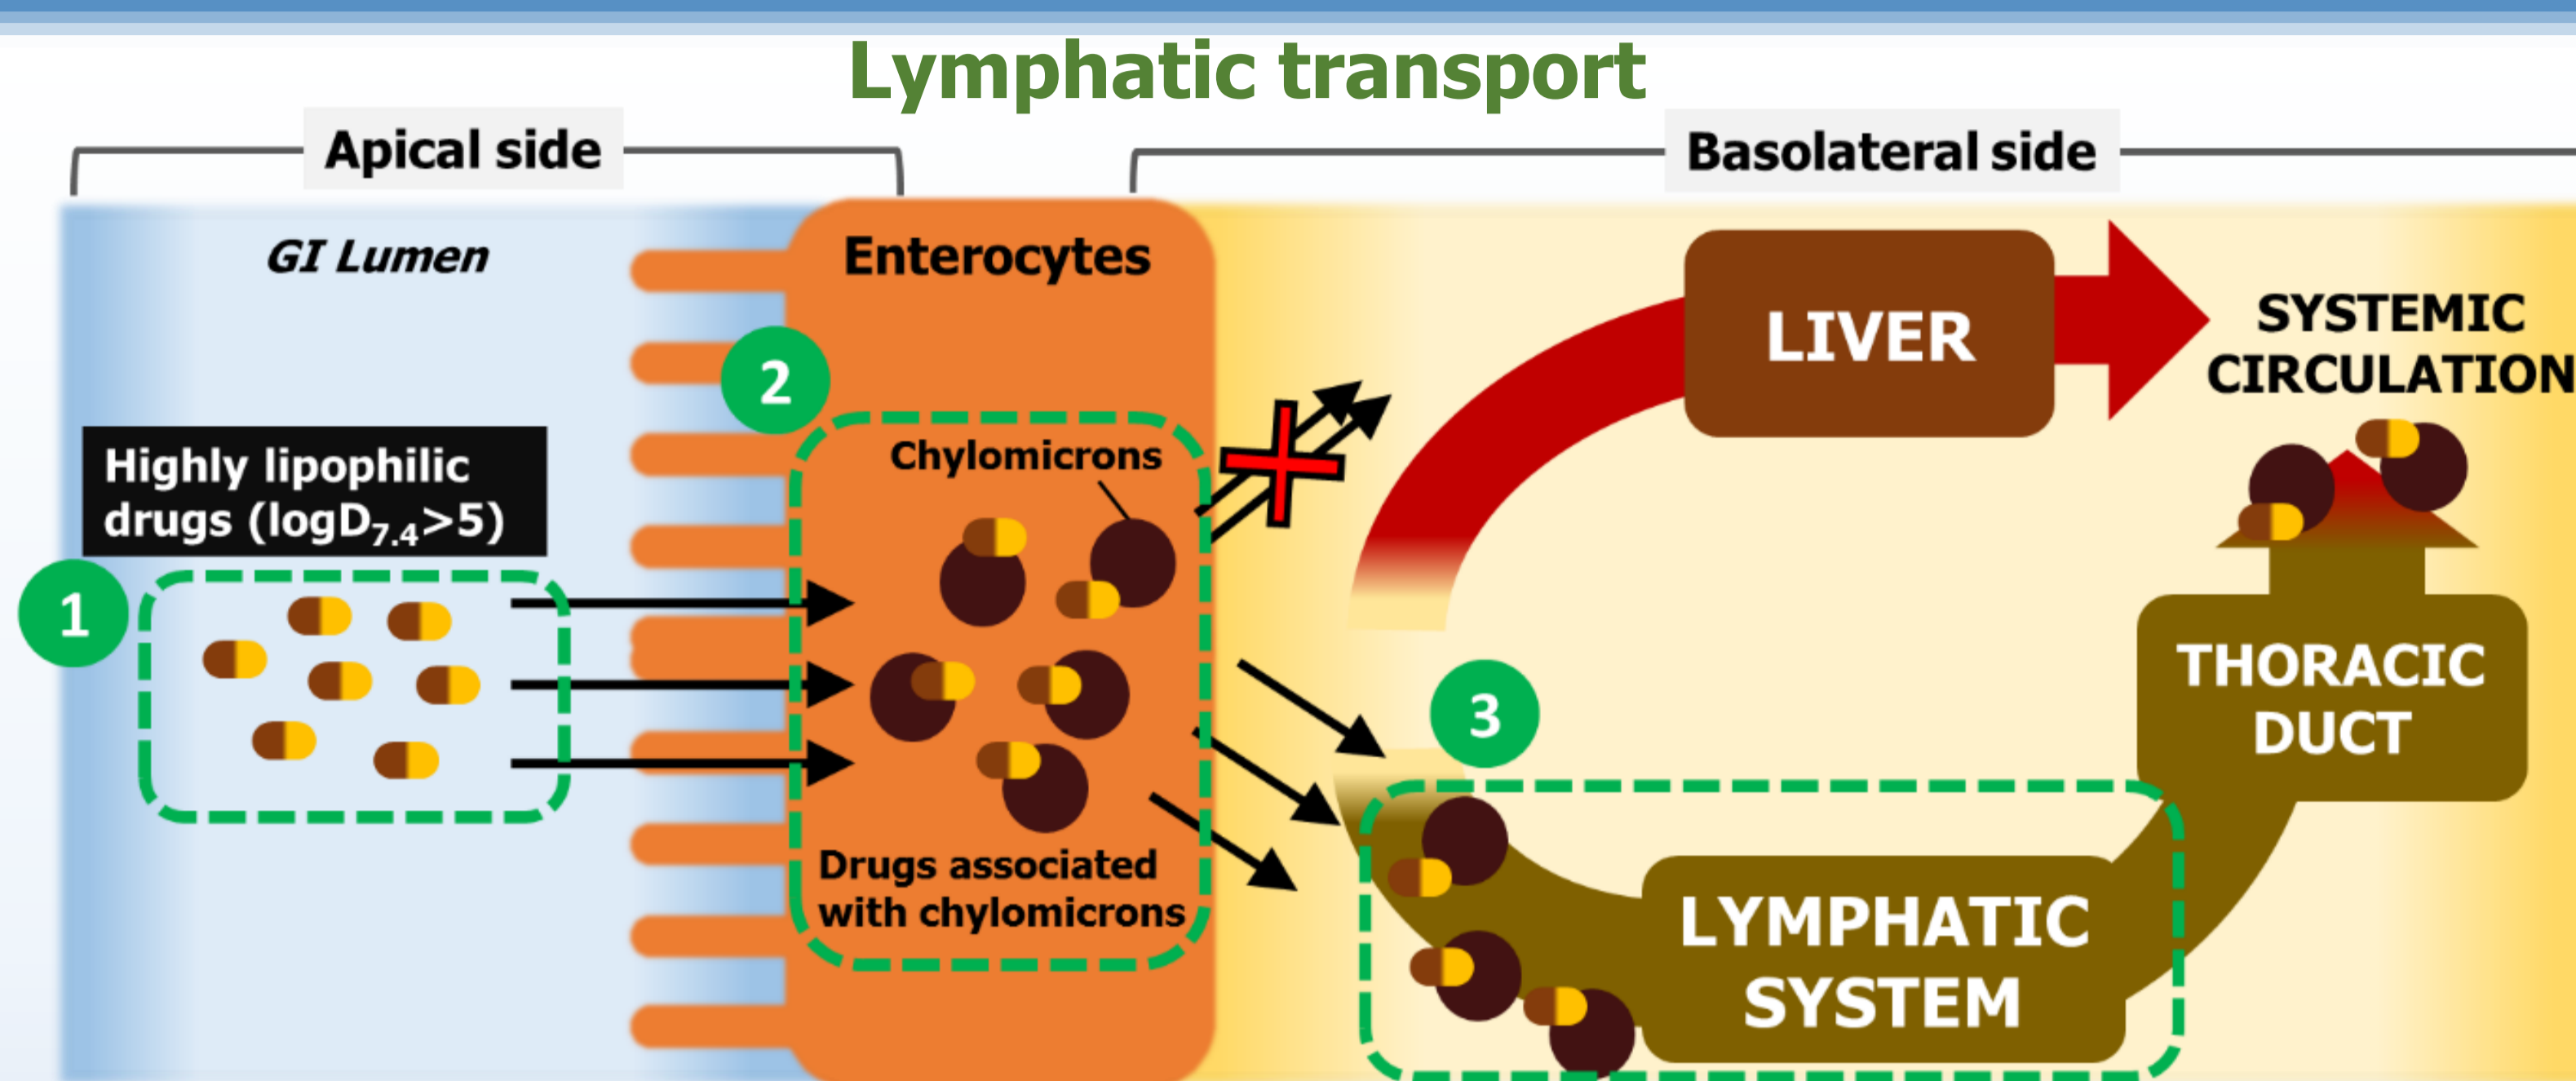 Lymphatic transport
Apical side
Basolateral side
GI Lumen
Enterocytes
LIVER
SYSTEMIC
CIRCULATION
2
Chylomicrons
Highly lipophilic
drugs (logD7.4>5)
1
3
THORACIC
DUCT
Drugs associated
with chylomicrons
LYMPHATIC
SYSTEM